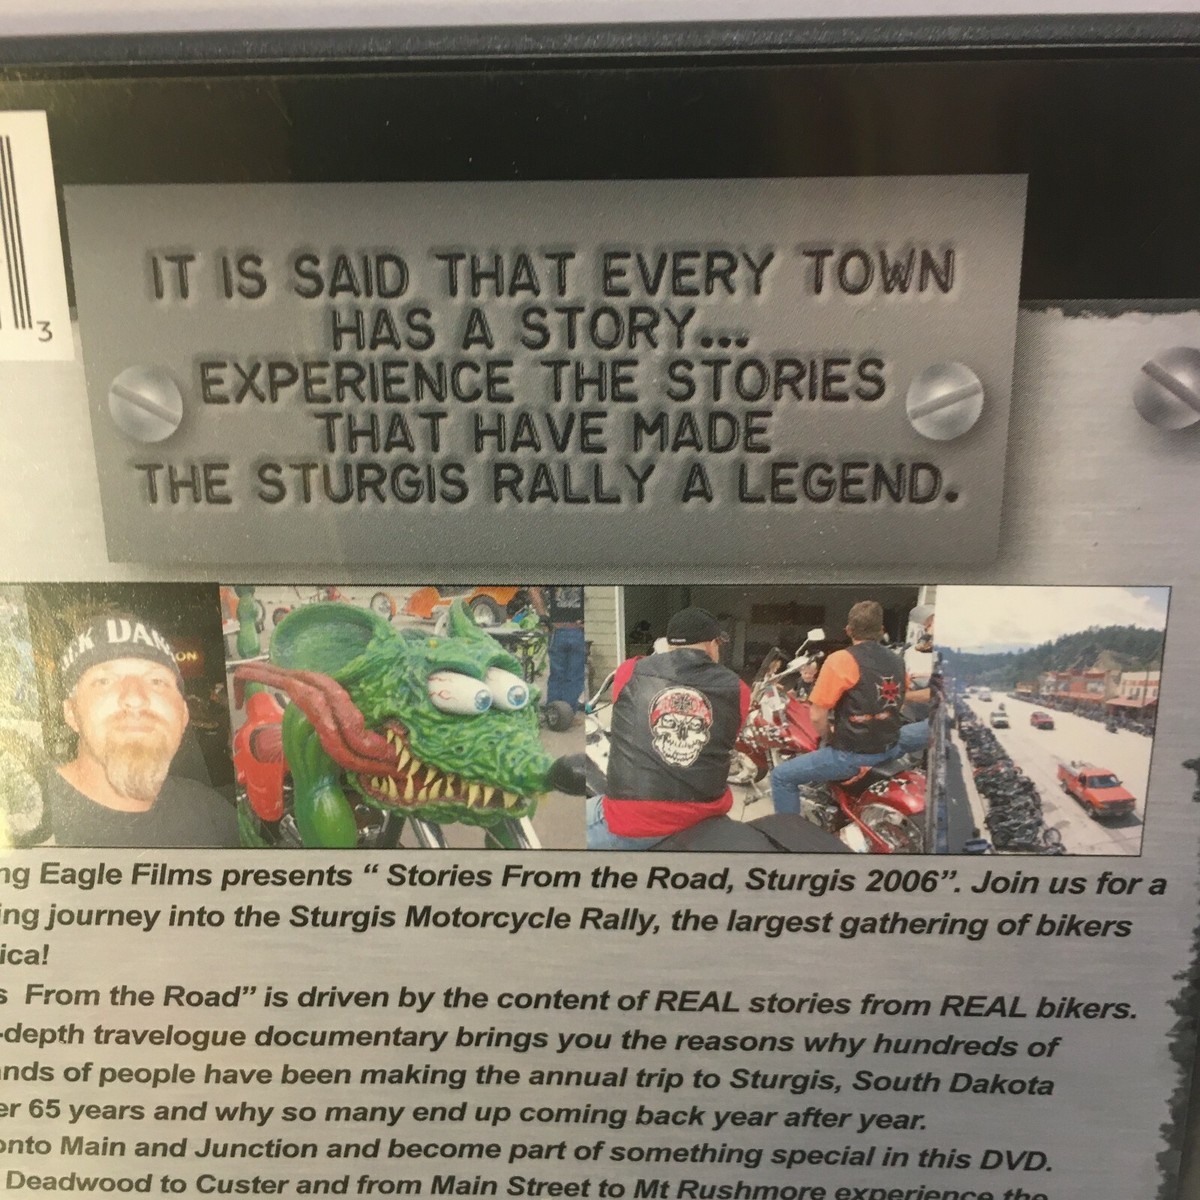 3
IT IS SAID THAT EVERY TOWN
HAS A STORY...
EXPERIENCE THE STORIES
THAT HAVE MADE
THE STURGIS RALLY A LEGEND.
ng Eagle Films presents “ Stories From the Road, Sturgis 2006”. Join us for a
ing journey into the Sturgis Motorcycle Rally, the largest gathering of bikers
ica!
s From the Road” is driven by the content of REAL stories from REAL bikers.
-depth travelogue documentary brings you the reasons why hundreds of
nds of people have been making the annual trip to Sturgis, South Dakota
er 65 years and why so many end up coming back year after year.
onto Main and Junction and become part of something special in this DVD.
Deadwood to Custer and from Main Street to Mt Rushmore experience the